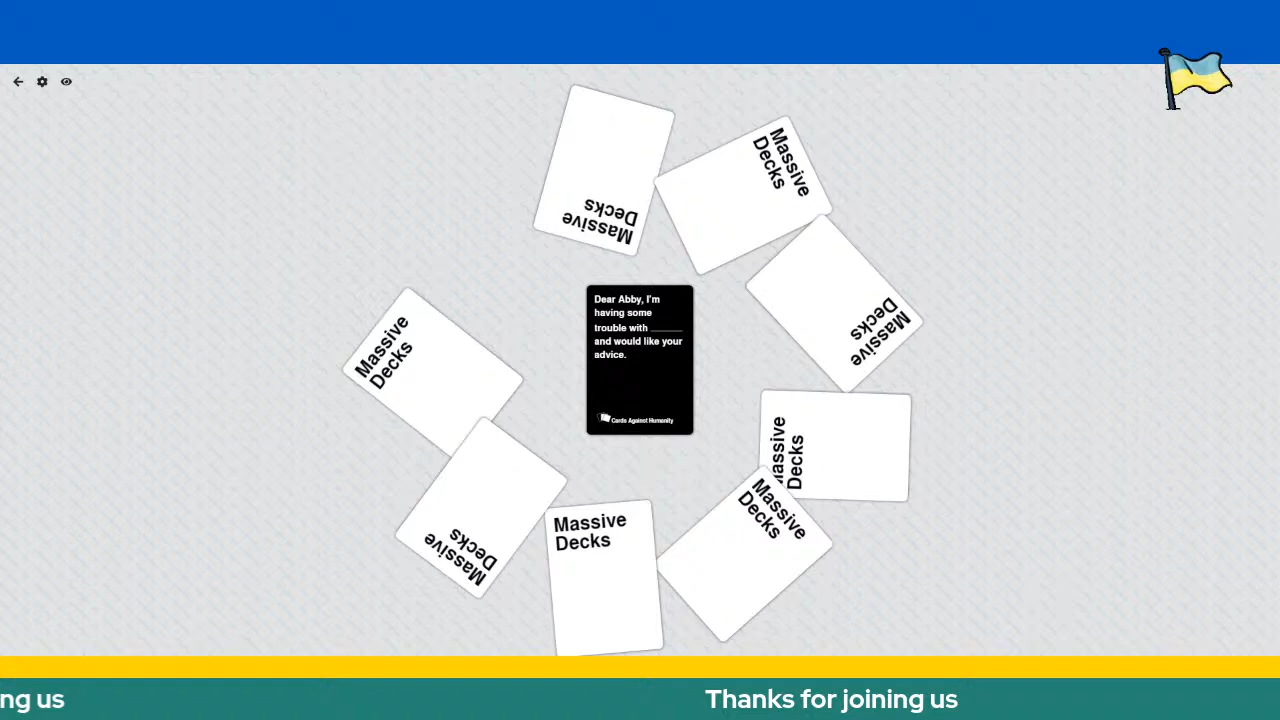 Massive
Decks
Massive
Decks
Massive
Decks
Dear Abby, I'm
having some
trouble with ______
and would like your
advice.
Cards Against Humanity
Massive
Decks
Massive
Decks
Massive
Decks
Massive
Decks
Massive
Decks
ng us
Thanks for joining us